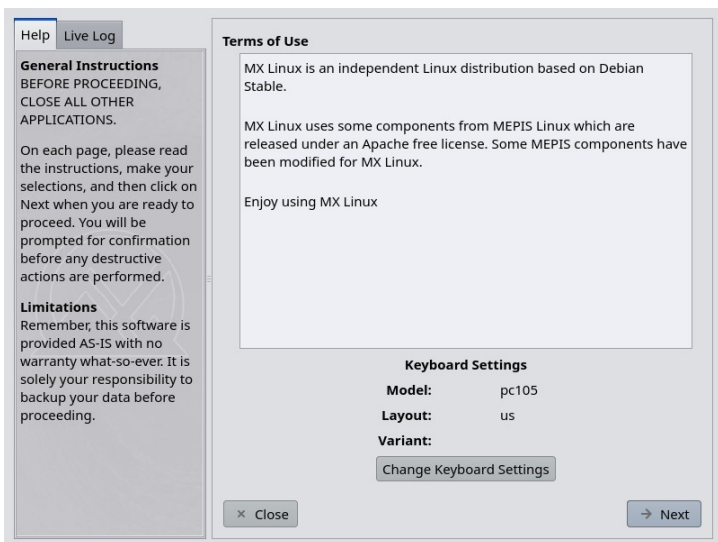 Help
Live Log
General Instructions
BEFORE PROCEEDING,
CLOSE ALL OTHER
APPLICATIONS.
On each page, please read
the instructions, make your
selections, and then click on
Next when you are ready to
proceed. You will be
prompted for confirmation
before any destructive
actions are performed.
Limitations
Remember, this software is
provided AS-IS with no
warranty what-so-ever. It is
solely your responsibility to
backup your data before
proceeding.
Terms of Use
MX Linux is an independent Linux distribution based on Debian
Stable.
MX Linux uses some components from MEPIS Linux which are
released under an Apache free license. Some MEPIS components have
been modified for MX Linux.
Enjoy using MX Linux
Keyboard Settings
Model: pc105
Layout: us
Variant:
Change Keyboard Settings
Close
Next